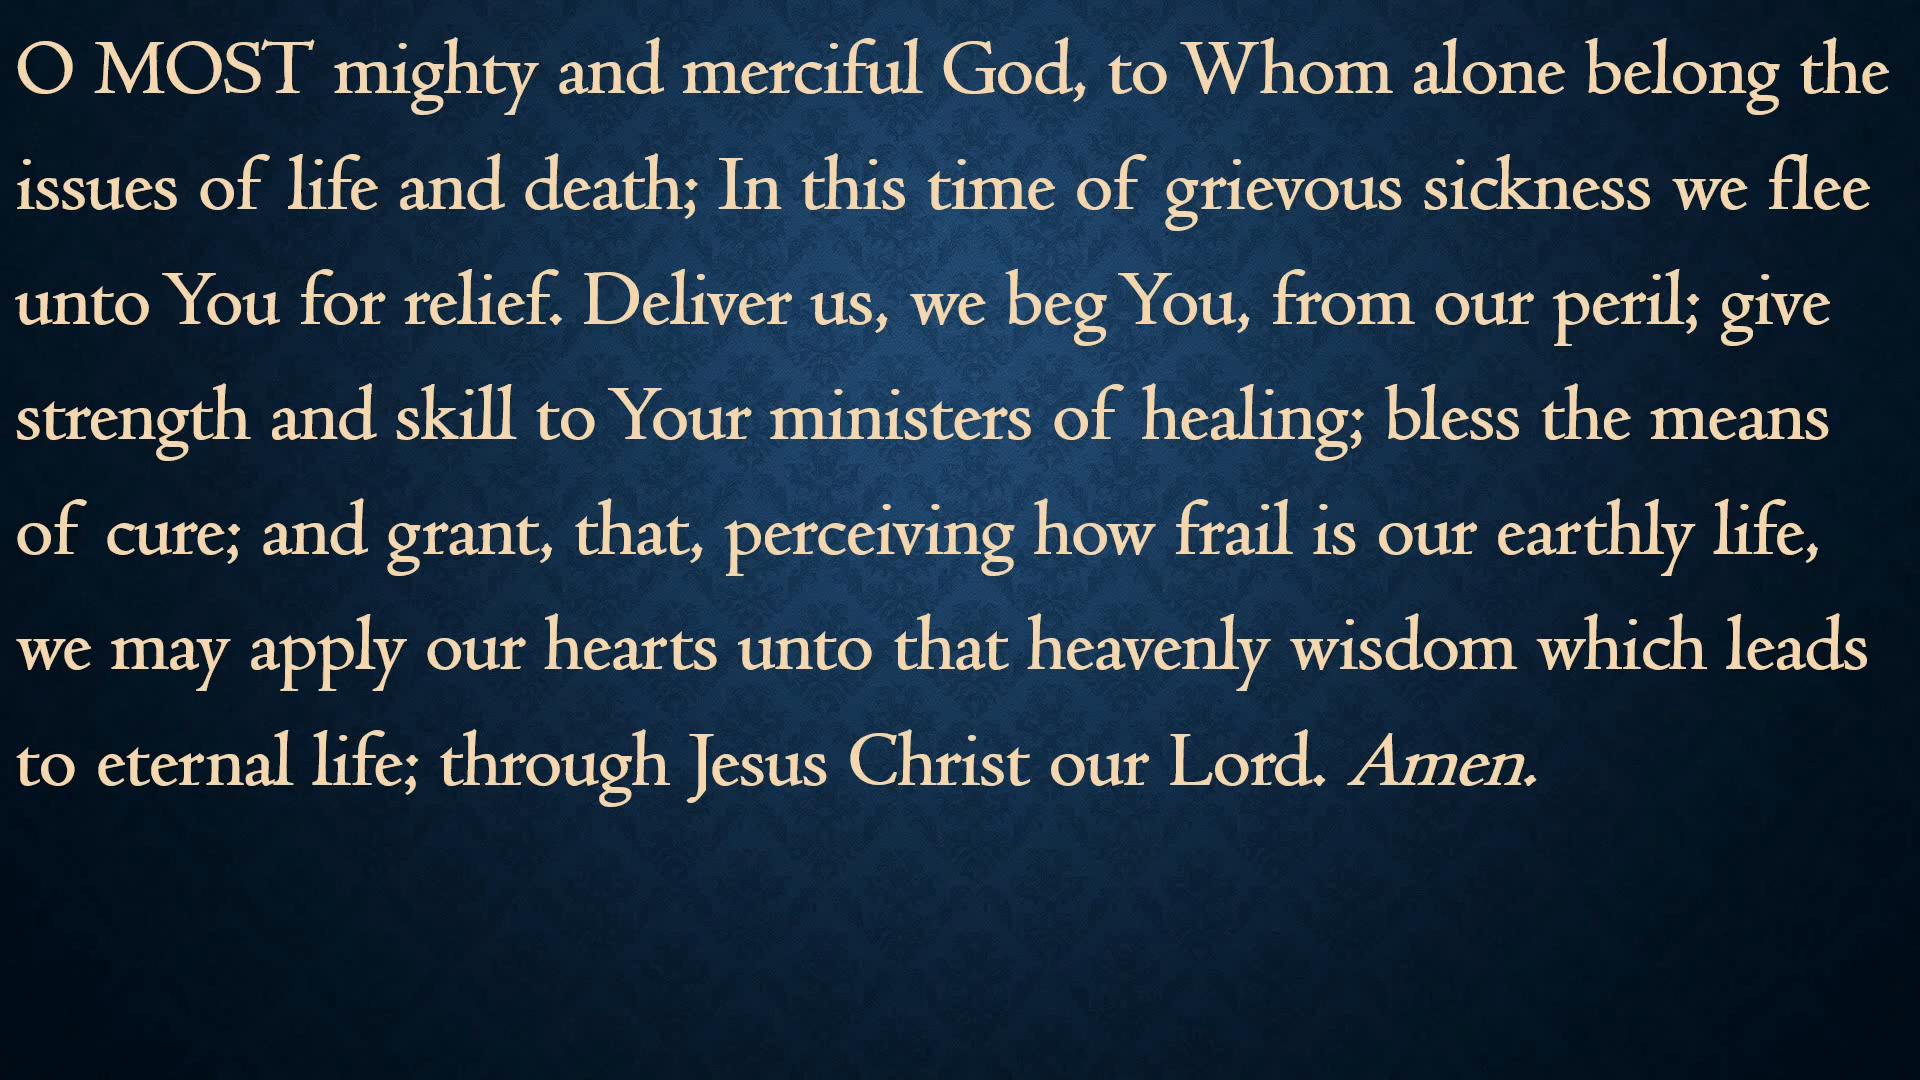 O MOST mighty and merciful God, to Whom alone belong the
issues of life and death; In this time of grievous sickness we flee
unto You for relief. Deliver us, we beg You, from our peril; give
strength and skill to Your ministers of healing; bless the means
of cure; and grant, that, perceiving how frail is our earthly life,
we may apply our hearts unto that heavenly wisdom which leads
to eternal life; through Jesus Christ our Lord. Amen.